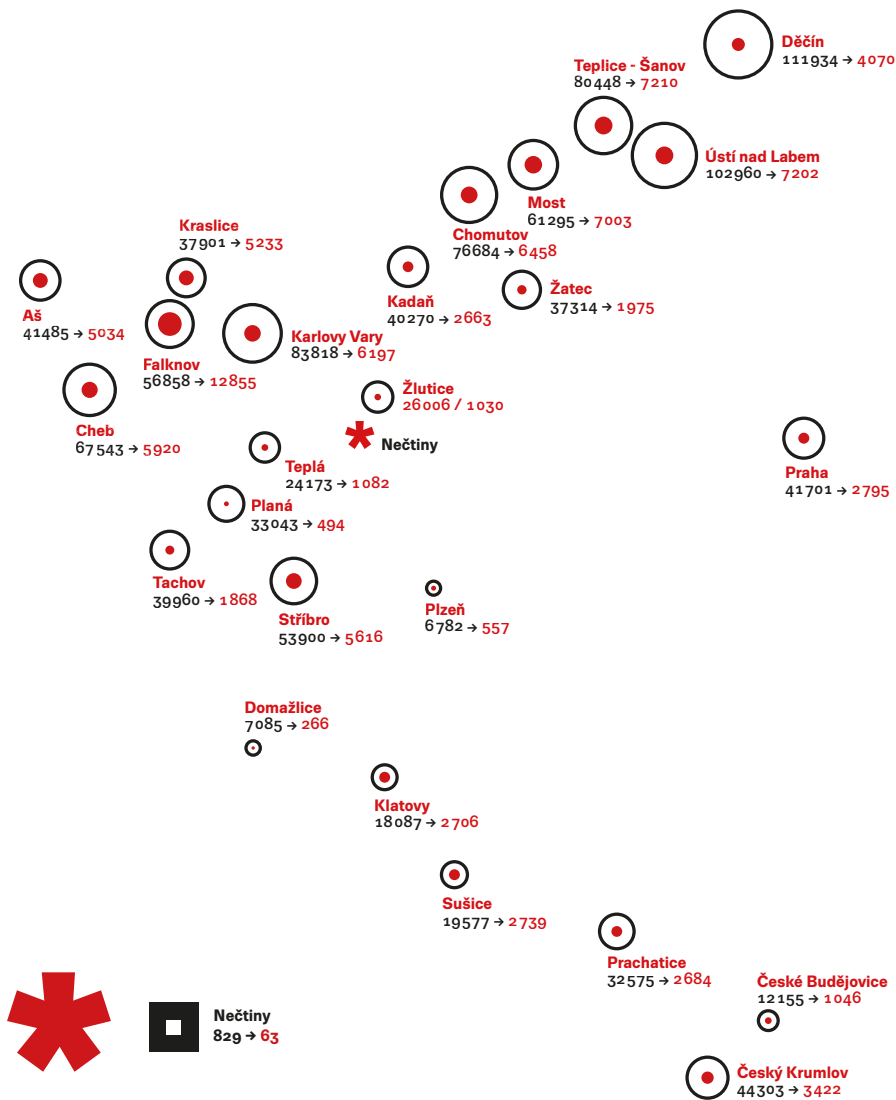 Děčín
111934 → 4070
Teplice - Šanov
80448 → 7210
Ústí nad Labem
102960 → 7202
Most
61295 → 7003
Chomutov
76684 → 6458
Kraslice
37901 → 5233
Kadaň
40270 → 2663
Žatec
37314 → 1975
Aš
41485 → 5034
Karlovy Vary
83818 → 6197
Falknov
56858 → 12855
Žlutice
26006 / 1030
Cheb
67543 → 5920
Nečtiny
Teplá
24173 → 1082
Praha
41701 → 2795
Planá
33043 → 494
Tachov
39960 → 1868
Stříbro
53900 → 5616
Plzeň
6782 → 557
Domažlice
7085 → 266
Klatovy
18087 → 2706
Sušice
19577 → 2739
Prachatice
32575 → 2684
České Budějovice
12155 → 1046
Nečtiny
829 → 63
Český Krumlov
44303 → 3422